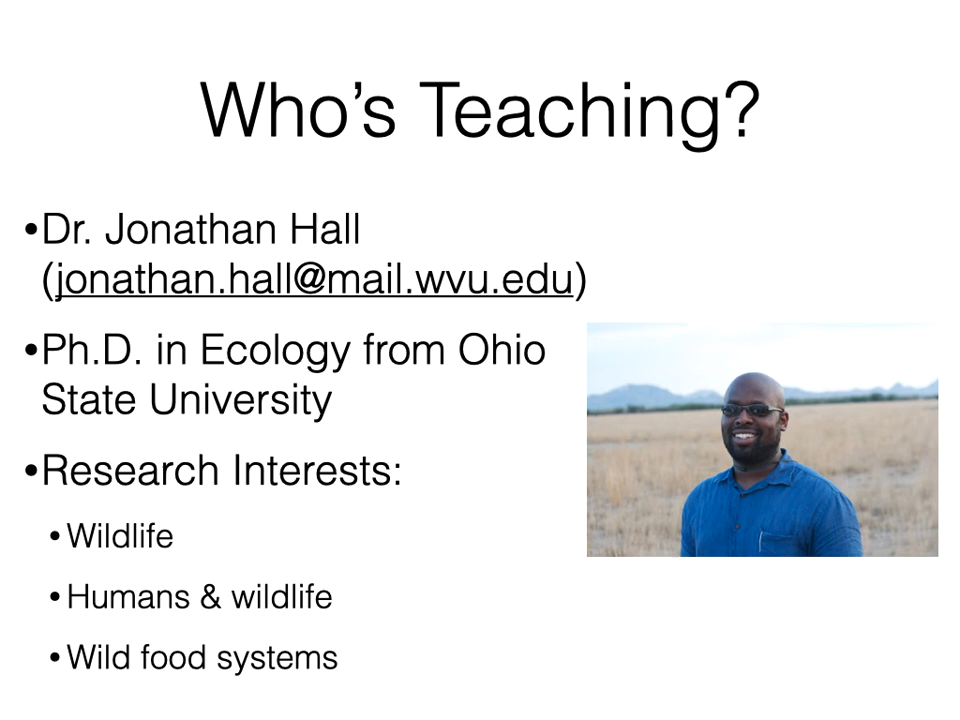 Who’s Teaching?
•Dr. Jonathan Hall
(jonathan.hall@mail.wvu.edu)
•Ph.D. in Ecology from Ohio
State University
•Research Interests:
•Wildlife
•Humans & wildlife
•Wild food systems